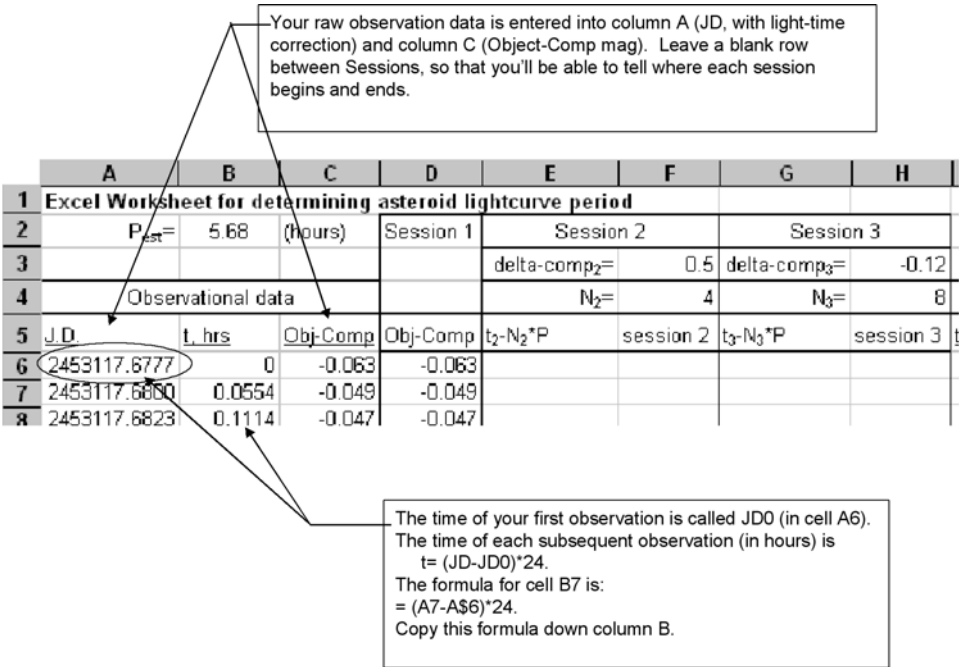 Your raw observation data is entered into column A (JD, with light-time
correction) and column C (Object-Comp mag). Leave a blank row
between Sessions, so that you'll be able to tell where each session
begins and ends.
A B C D E F G H
1 Excel Worksheet for determining asteroid lightcurve period
2 Pest= 5.68 (hours) Session 1 Session 2 Session 3
3 delta-comp2= 0.5 delta-comp3= -0.12
4 Observational data N2= 4 N3= 8
5 J.D. t, hrs Obj-Comp Obj-Comp t2-N2*P session 2 t3-N3*P session 3 t
6 2453117.6777 0 -0.063 -0.063
7 2453117.6800 0.0554 -0.049 -0.049
8 2453117.6823 0.1114 -0.047 -0.047
The time of your first observation is called JD0 (in cell A6).
The time of each subsequent observation (in hours) is
t= (JD-JD0)*24.
The formula for cell B7 is:
= (A7-A$6)*24.
Copy this formula down column B.